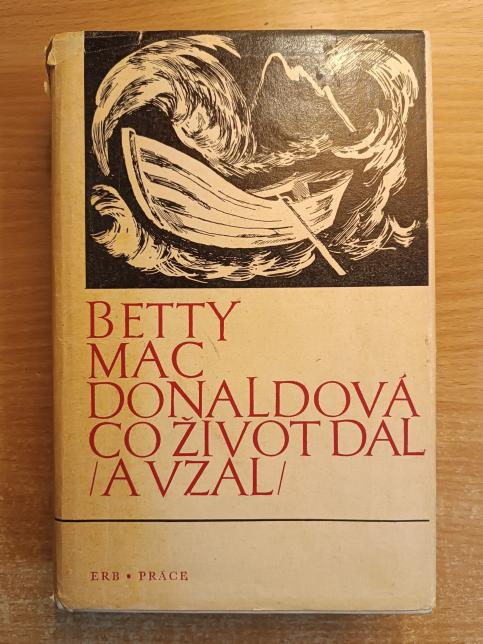 BETTY
MAC
DONALDOVÁ
CO ŽIVOT DAL
/A VZAL/
ERB • PRÁCE